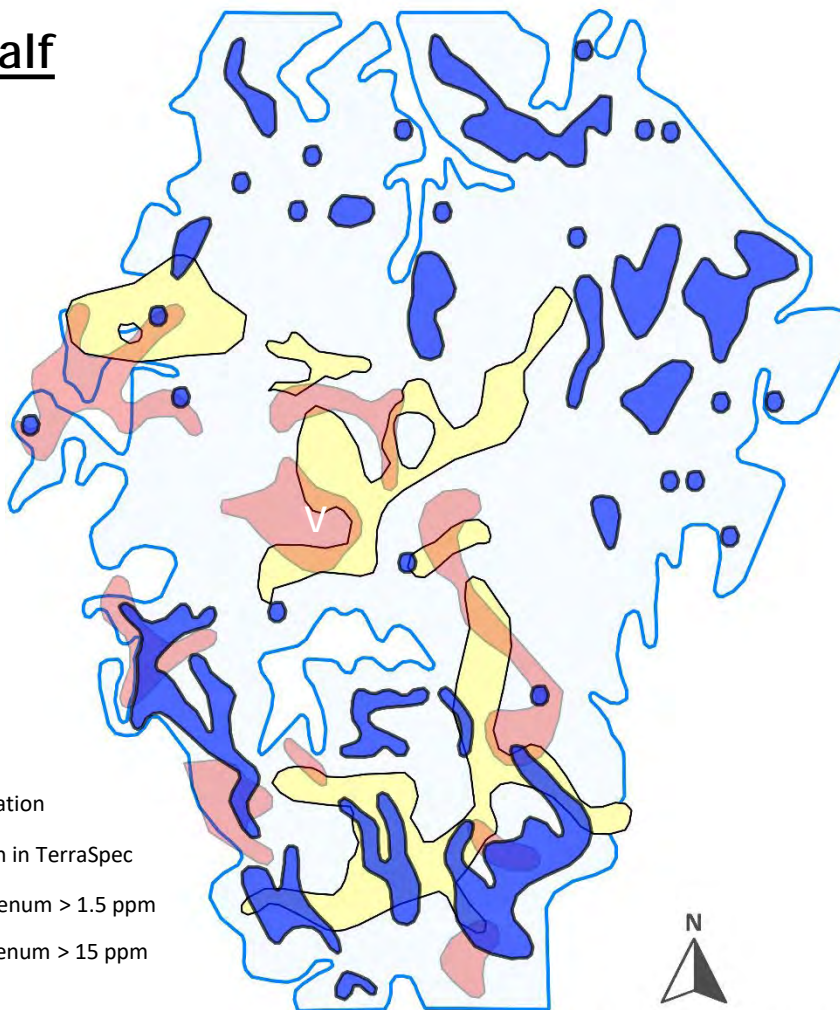 alf
ation
n in TerraSpec
enum > 1.5 ppm
enum > 15 ppm
V
N